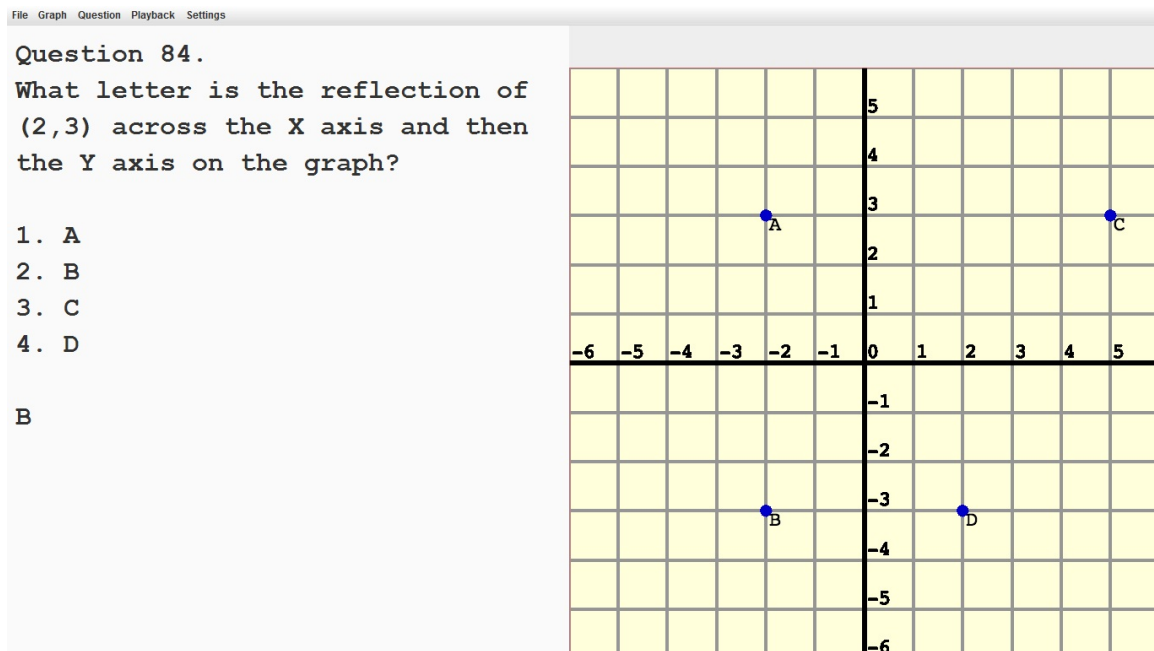 File Graph Question Playback Settings
Question 84.
What letter is the reflection of
(2,3) across the X axis and then
the Y axis on the graph?
1. A
2. B
3. C
4. D
B
5
4
3
A
C
2
1
-6 -5 -4 -3 -2 -1 0 1 2 3 4 5
-1
-2
-3
B
D
-4
-5
-6